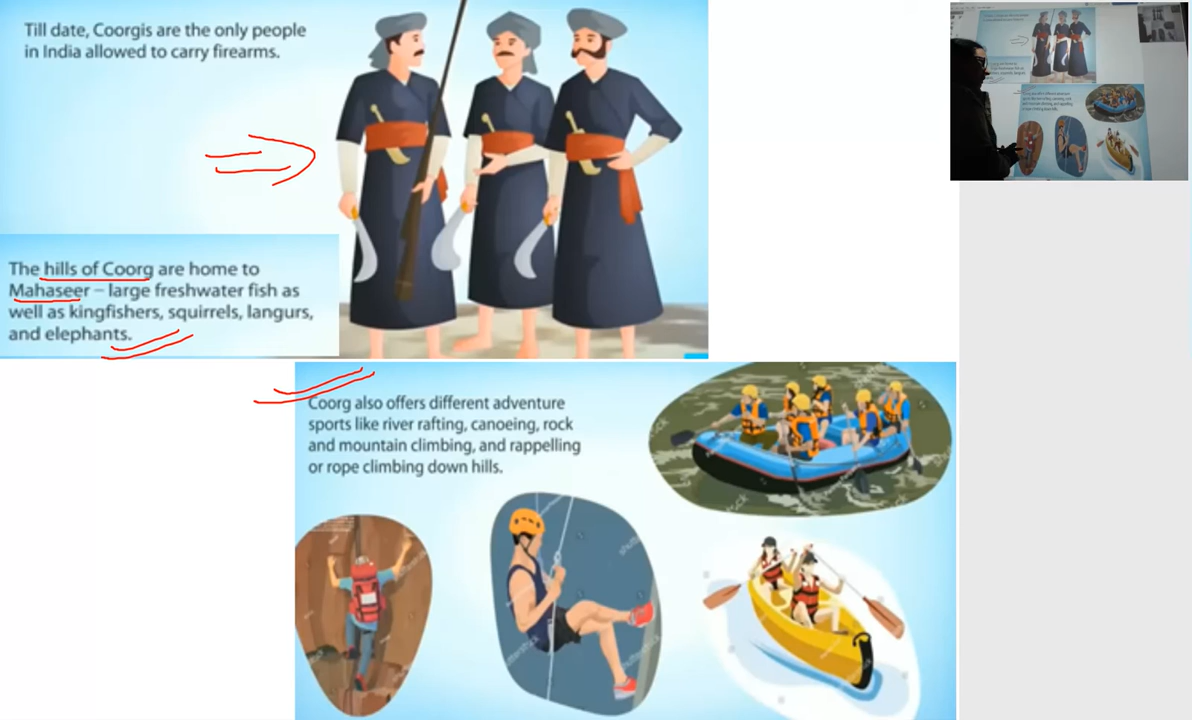 Till date, Coorgis are the only people
in India allowed to carry firearms.
The hills of Coorg are home to
Mahaseer – large freshwater fish as
well as kingfishers, squirrels, langurs,
and elephants.
Coorg also offers different adventure
sports like river rafting, canoeing, rock
and mountain climbing, and rappelling
or rope climbing down hills.